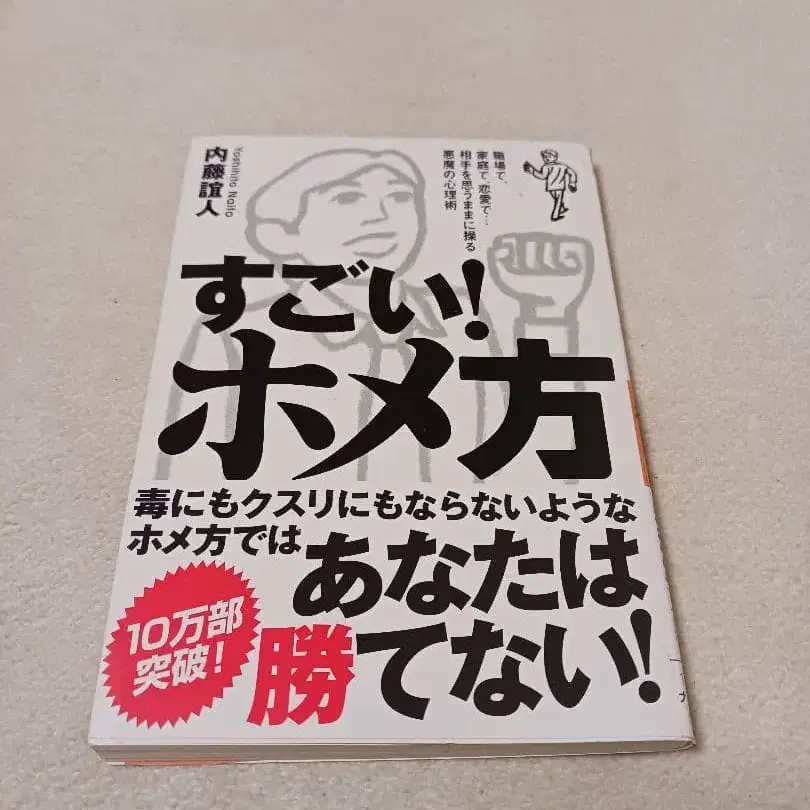 職場で、
家庭で、恋愛で…
相手を思うままに操る
悪魔の心理術
内藤誼人
Yoshihito Naito
すごい!
ホメ方
毒にもクスリにもならないような
ホメ方では
あなたは
勝てない!
10万部
突破!